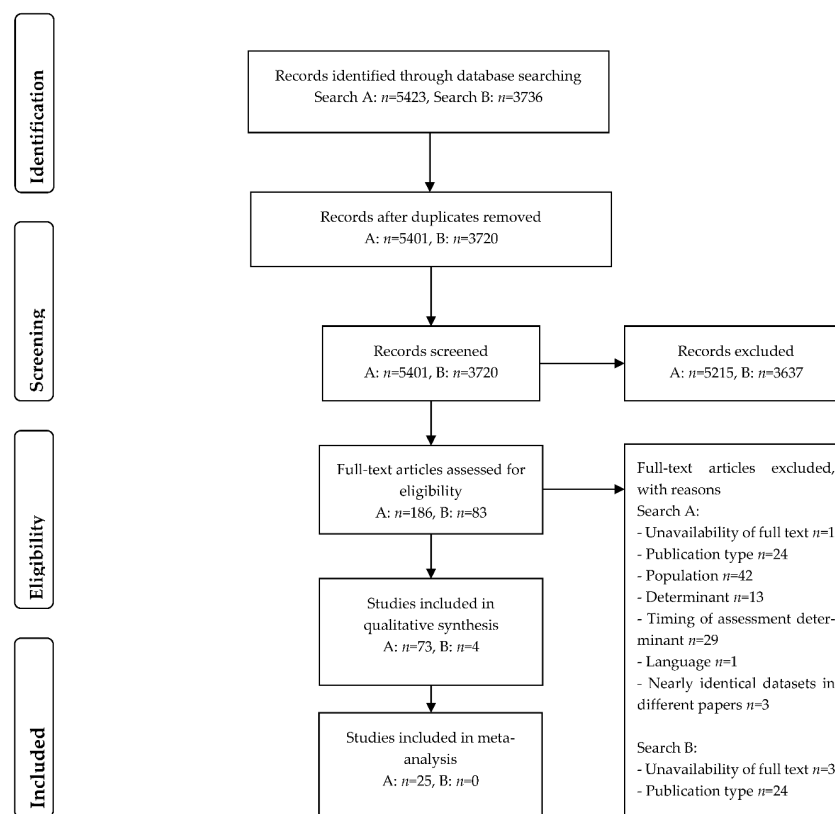 Identification
Records identified through database searching
Search A: n=5423, Search B: n=3736
Records after duplicates removed
A: n=5401, B: n=3720
Screening
Records screened
A: n=5401, B: n=3720
Records excluded
A: n=5215, B: n=3637
Eligibility
Full-text articles assessed for
eligibility
A: n=186, B: n=83
Full-text articles excluded,
with reasons
Search A:
- Unavailability of full text n=1
- Publication type n=24
- Population n=42
- Determinant n=13
- Timing of assessment deter-
minant n=29
- Language n=1
- Nearly identical datasets in
different papers n=3
Search B:
- Unavailability of full text n=3
- Publication type n=24
Studies included in
qualitative synthesis
A: n=73, B: n=4
Included
Studies included in meta-
analysis
A: n=25, B: n=0